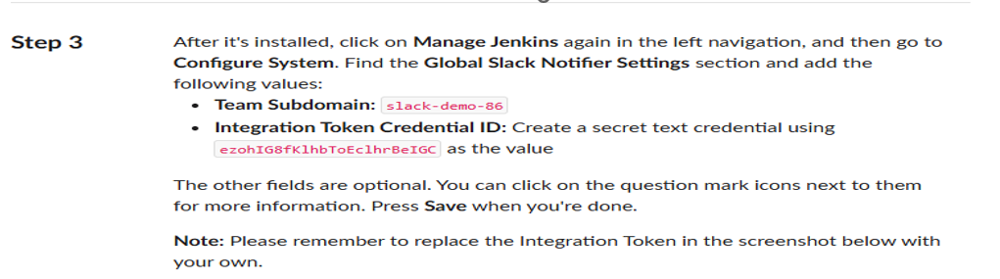 Step 3
After it's installed, click on Manage Jenkins again in the left navigation, and then go to
Configure System. Find the Global Slack Notifier Settings section and add the
following values:
• Team Subdomain: slack-demo-86
• Integration Token Credential ID: Create a secret text credential using
ezohIG8fKlhbToEclhrBeIGC as the value
The other fields are optional. You can click on the question mark icons next to them
for more information. Press Save when you're done.
Note: Please remember to replace the Integration Token in the screenshot below with
your own.